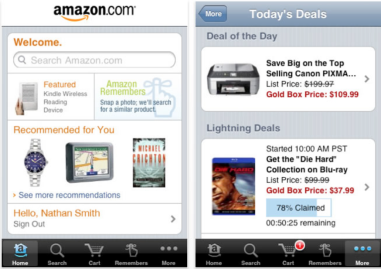 amazon.com
Welcome.
Search Amazon.com
Featured
Kindle Wireless
Reading
Device
Amazon
Remembers
Snap a photo; we'll search
for a similar product.
Recommended for You
MICHAEL
CRICHTON
See more recommendations
Hello, Nathan Smith
Sign Out
Home
Search
Cart
Remembers
More
More
Today's Deals
Deal of the Day
Save Big on the Top
Selling Canon PIXMA...
List Price: $199.97
Gold Box Price: $109.99
Lightning Deals
Started 10:00 AM PST
Get the "Die Hard"
Collection on Blu-ray
List Price: $99.99
Gold Box Price: $37.99
DIE HARD
78% Claimed
00:50:25 remaining
Home
Search
Cart
Remembers
More